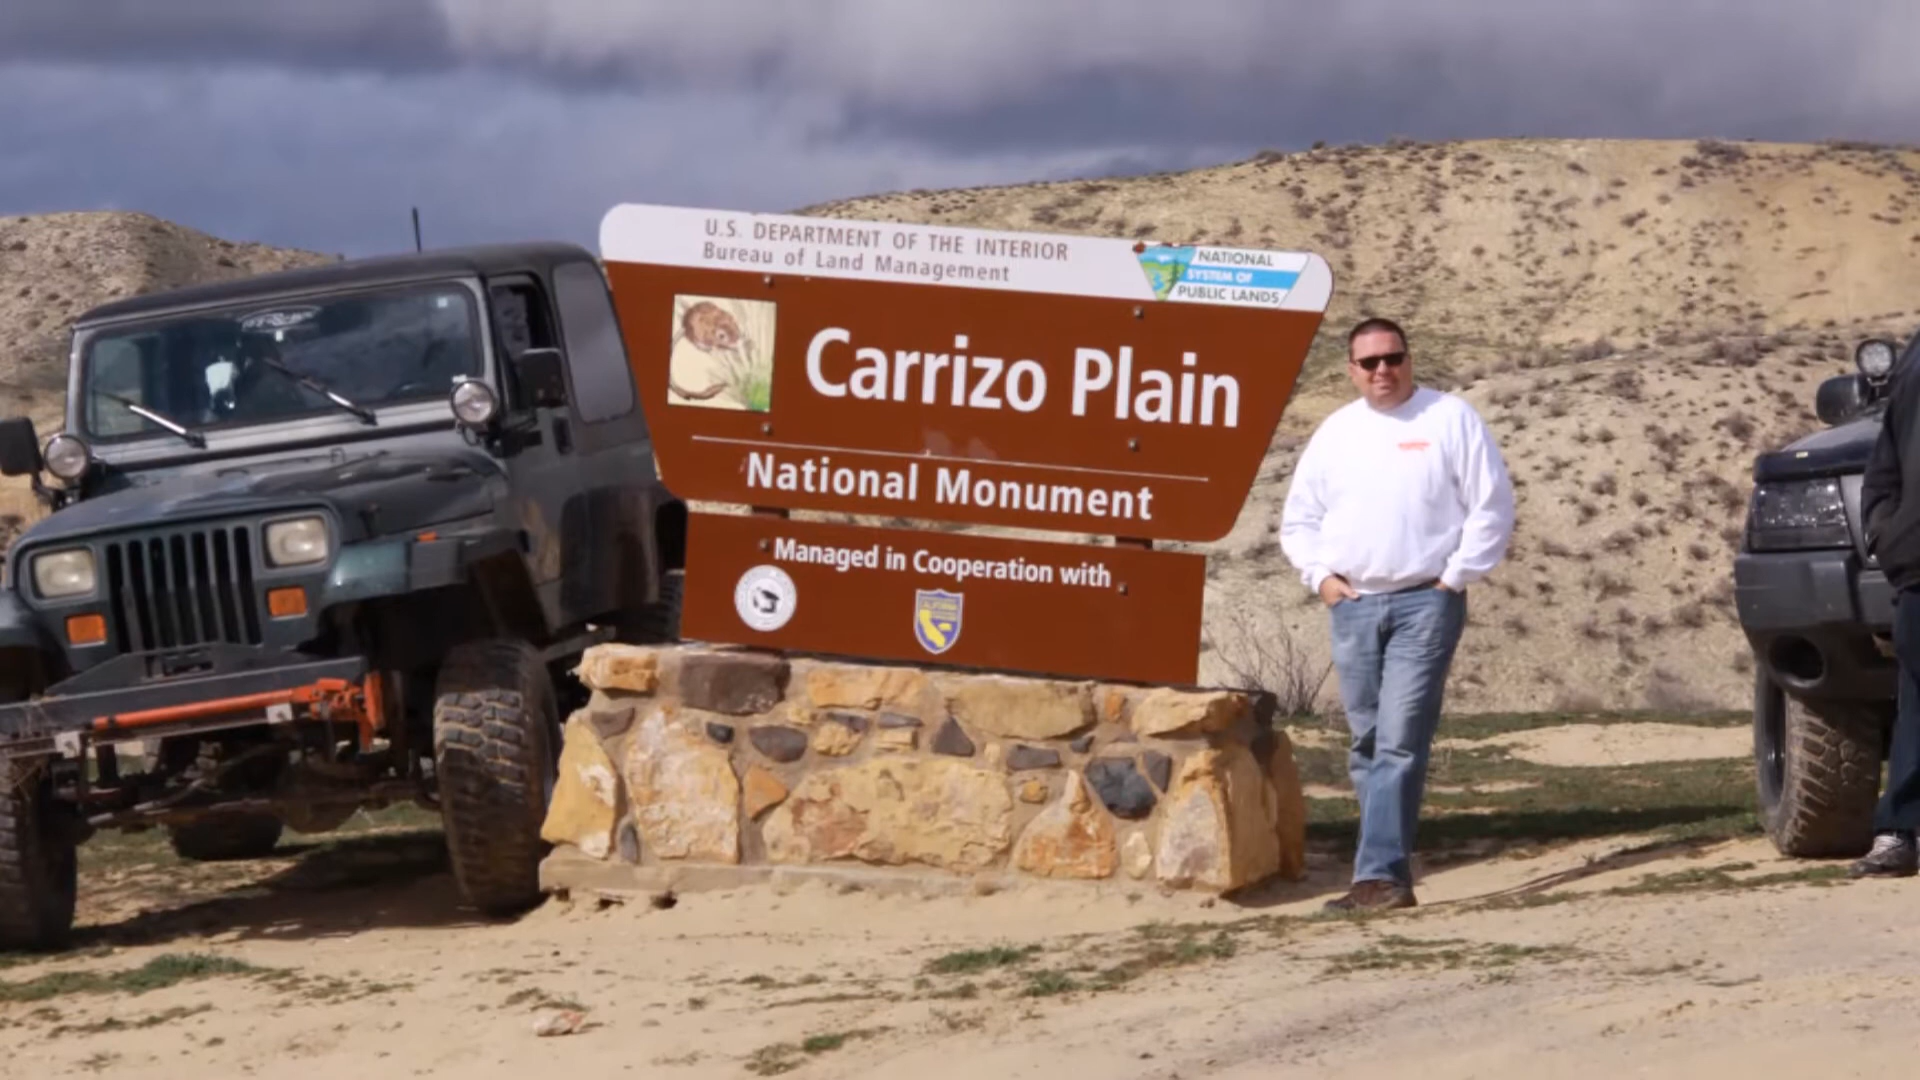 U.S. DEPARTMENT OF THE INTERIOR
Bureau of Land Management
NATIONAL
SYSTEM OF
PUBLIC LANDS
Carrizo Plain
National Monument
Managed in Cooperation with